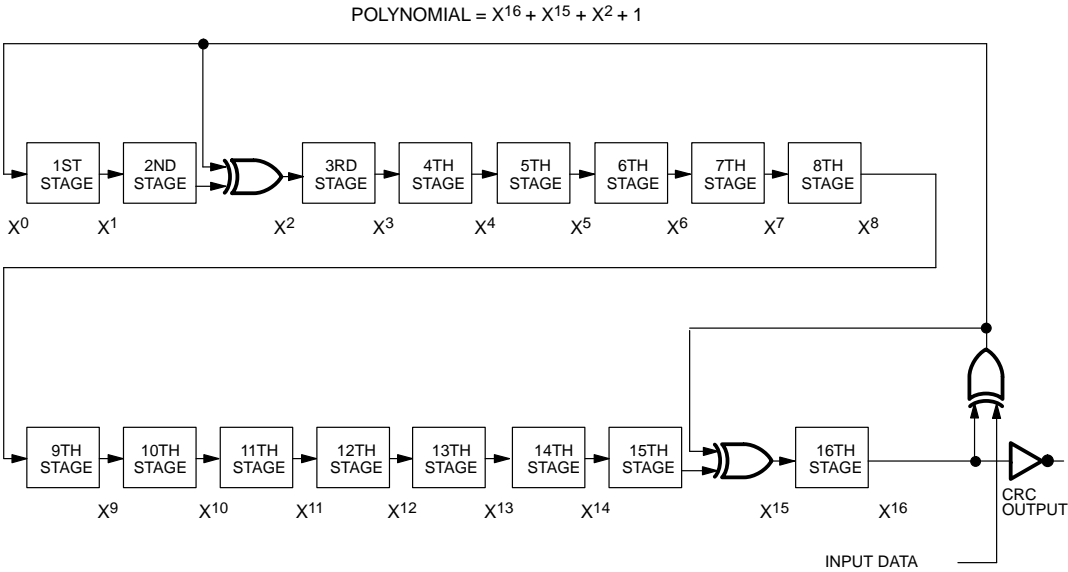 POLYNOMIAL = X16 + X15 + X2 + 1
1ST STAGE
2ND STAGE
3RD STAGE
4TH STAGE
5TH STAGE
6TH STAGE
7TH STAGE
8TH STAGE
X0 X1 X2 X3 X4 X5 X6 X7 X8
9TH STAGE
10TH STAGE
11TH STAGE
12TH STAGE
13TH STAGE
14TH STAGE
15TH STAGE
16TH STAGE
X9 X10 X11 X12 X13 X14 X15 X16
CRC
OUTPUT
INPUT DATA